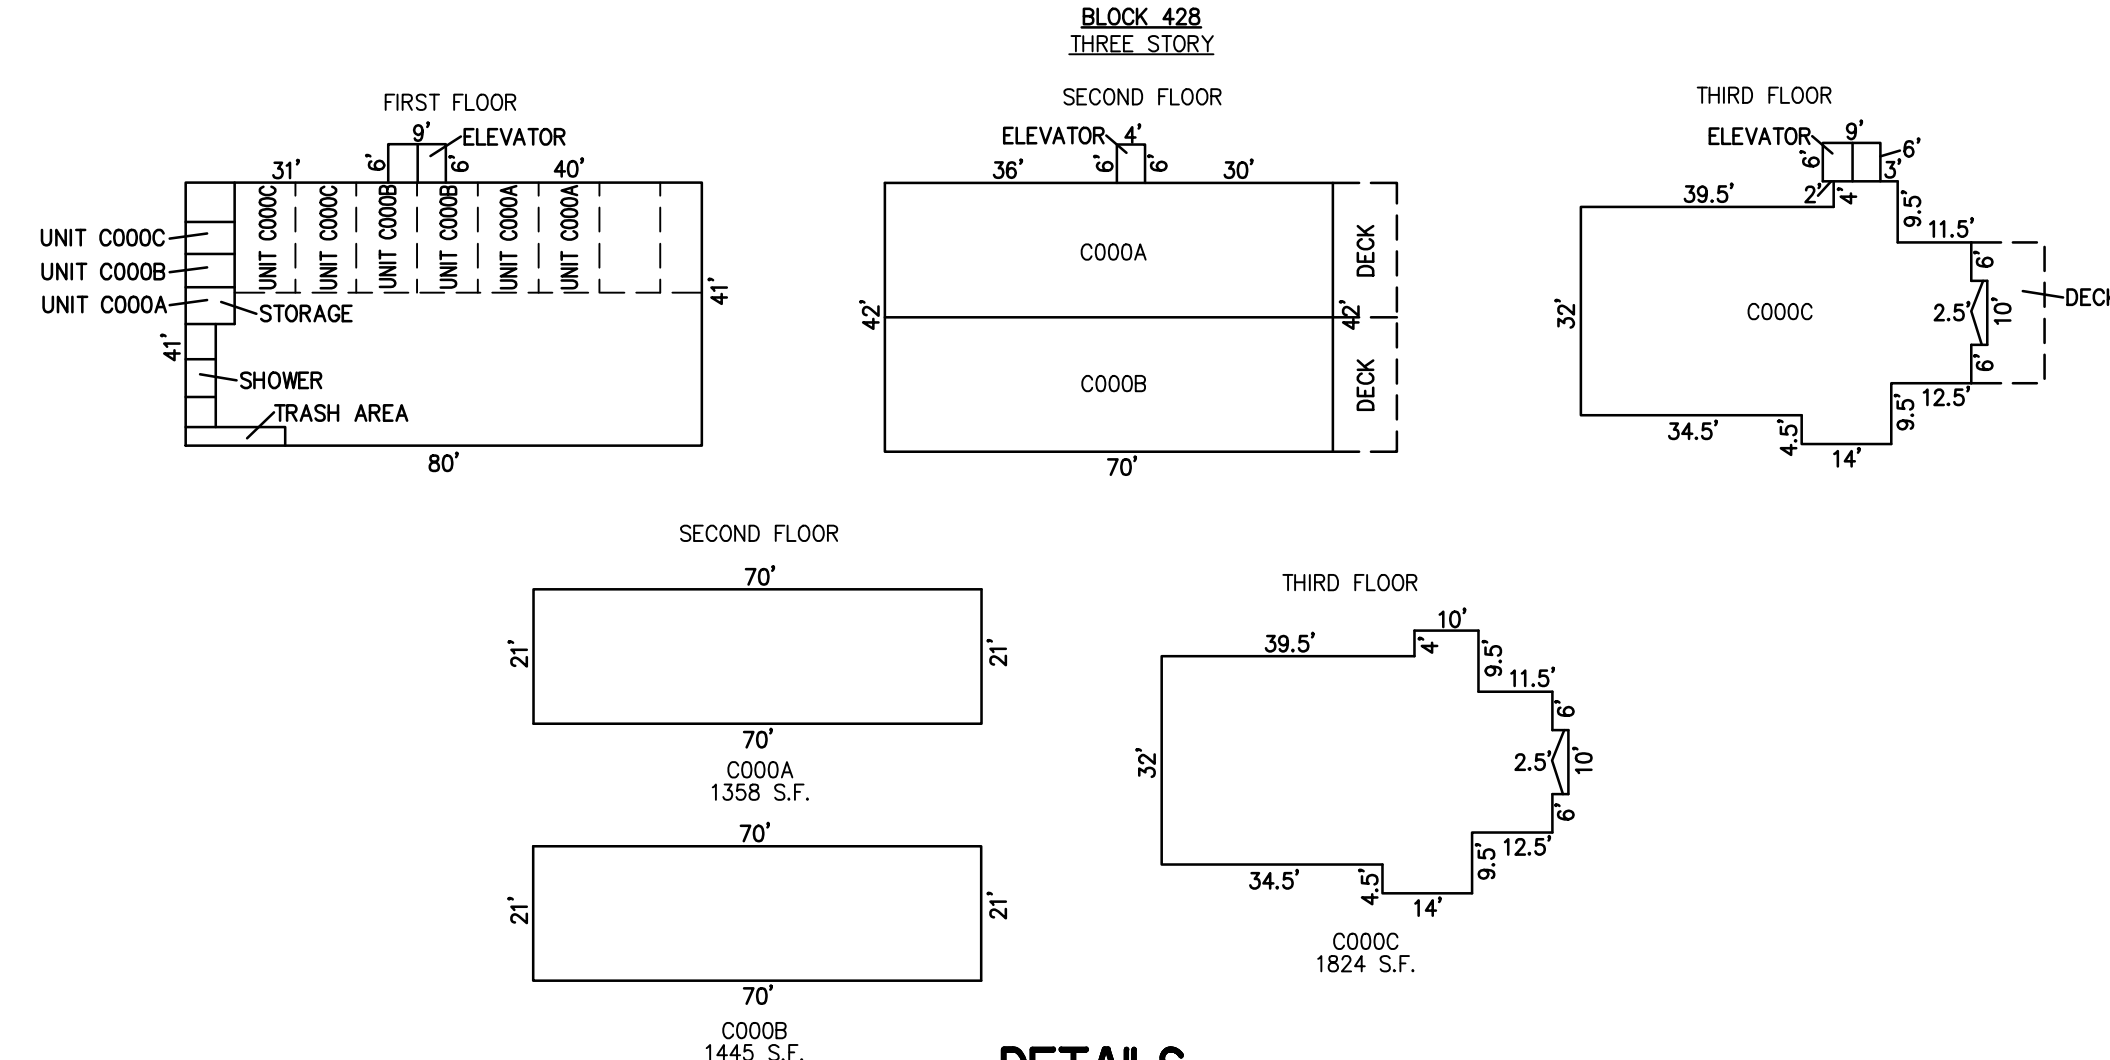 BLOCK 428
THREE STORY
FIRST FLOOR
9'
ELEVATOR
31'
6'
6'
40'
UNIT C000C
UNIT C000C
UNIT C000B
UNIT C000B
UNIT C000A
UNIT C000A
UNIT C000C
UNIT C000B
UNIT C000A
STORAGE
41'
41'
SHOWER
TRASH AREA
80'
SECOND FLOOR
ELEVATOR
4'
36'
6'
6'
30'
C000A
DECK
42'
42'
C000B
DECK
70'
THIRD FLOOR
ELEVATOR
9'
6'
6'
3'
39.5'
2'
4'
9.5'
11.5'
6'
32'
C000C
2.5'
10'
DECK
6'
34.5'
4.5'
14'
9.5'
12.5'
SECOND FLOOR
70'
21'
21'
70'
C000A
1358 S.F.
70'
21'
21'
70'
C000B
1445 S.F.
THIRD FLOOR
10'
39.5'
4'
9.5'
11.5'
6'
32'
2.5'
10'
6'
34.5'
4.5'
14'
9.5'
12.5'
C000C
1824 S.F.
DETAILS